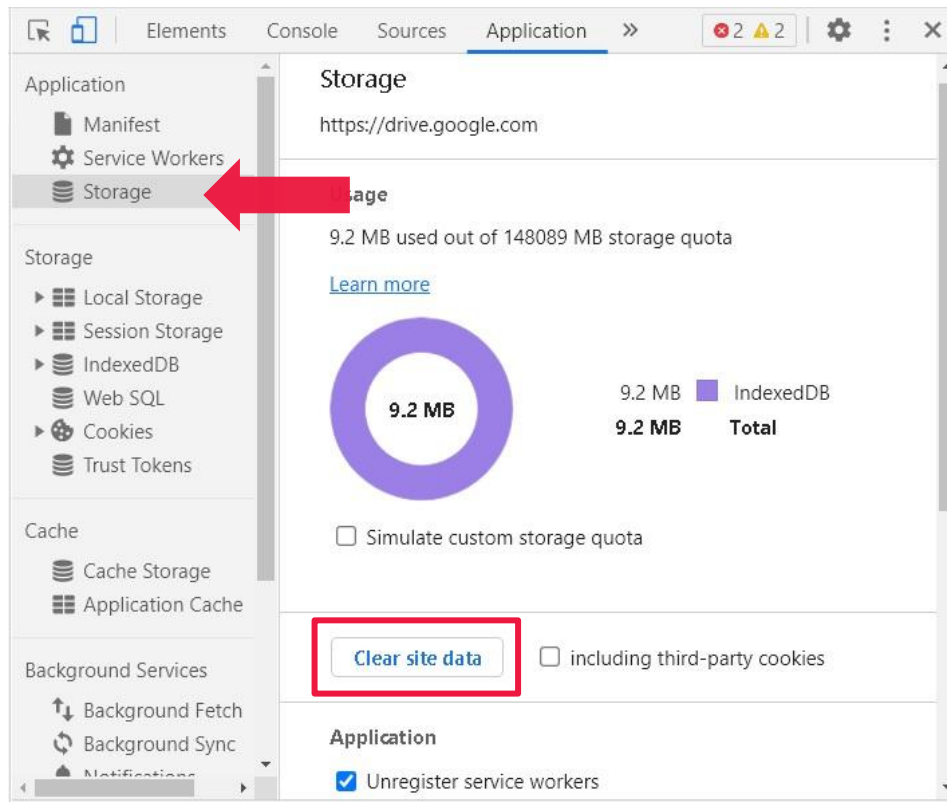 Elements Console Sources Application » 2 2
Application
Manifest
Service Workers
Storage
Storage
Local Storage
Session Storage
IndexedDB
Web SQL
Cookies
Trust Tokens
Cache
Cache Storage
Application Cache
Background Services
Background Fetch
Background Sync
Notifications
Storage
https://drive.google.com
Usage
9.2 MB used out of 148089 MB storage quota
Learn more
9.2 MB
9.2 MB IndexedDB
9.2 MB Total
Simulate custom storage quota
Clear site data including third-party cookies
Application
Unregister service workers